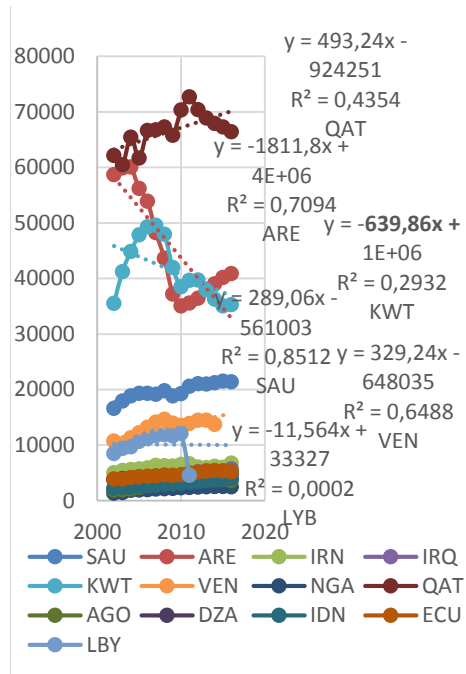 80000
70000
60000
50000
40000
30000
20000
10000
0
2000 2010 2020
y = 493,24x -
924251
R² = 0,4354
QAT
y = -1811,8x +
4E+06
R² = 0,7094
ARE
y = -639,86x +
1E+06
R² = 0,2932
KWT
y = 289,06x -
561003
R² = 0,8512
SAU
y = 329,24x -
648035
R² = 0,6488
VEN
y = -11,564x +
33327
R² = 0,0002
LYB
SAU ARE IRN IRQ
KWT VEN NGA QAT
AGO DZA IDN ECU
LBY